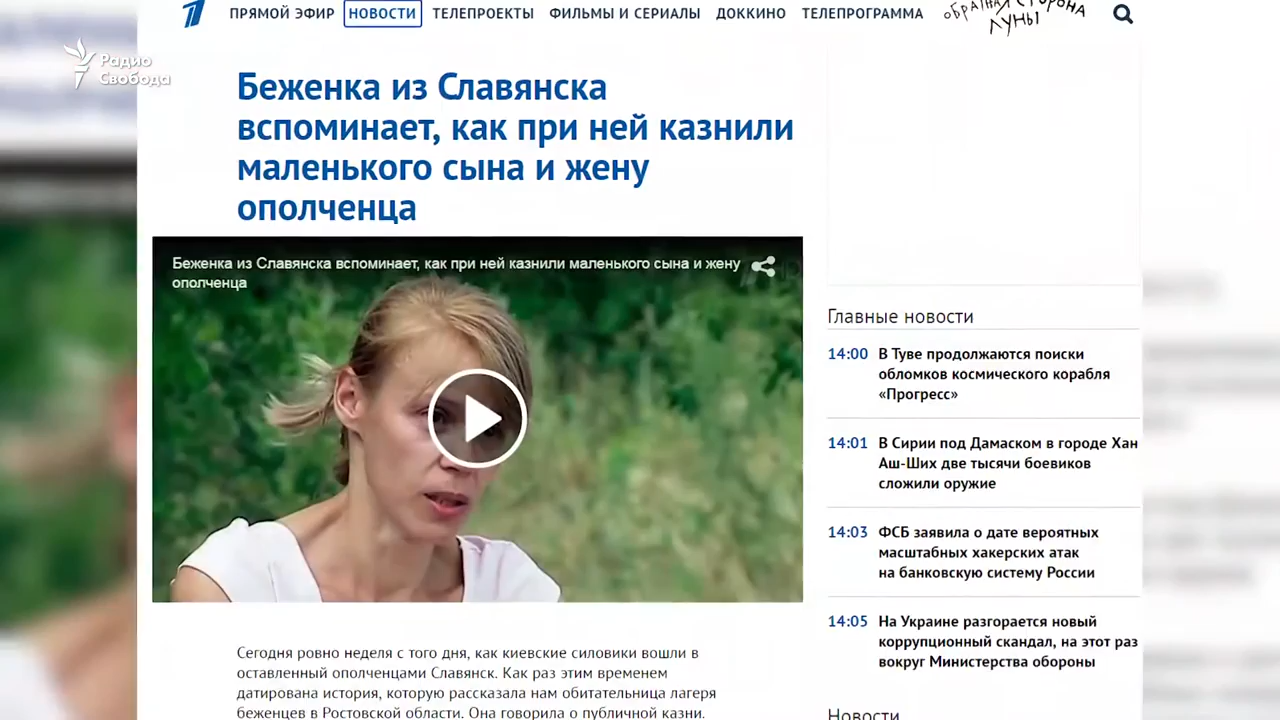 ПРЯМОЙ ЭФИР НОВОСТИ ТЕЛЕПРОЕКТЫ ФИЛЬМЫ И СЕРИАЛЫ ДОККИНО ТЕЛЕПРОГРАММА
ОБРАТНАЯ СТОРОНА
ЛУНЫ
Радио
Свобода
Беженка из Славянска
вспоминает, как при ней казнили
маленького сына и жену
ополченца
Беженка из Славянска вспоминает, как при ней казнили маленького сына и жену
ополченца
Сегодня ровно неделя с того дня, как киевские силовики вошли в
оставленный ополченцами Славянск. Как раз этим временем
датирована история, которую рассказала нам обитательница лагеря
беженцев в Ростовской области. Она говорила о публичной казни.
Главные новости
14:00 В Туве продолжаются поиски
обломков космического корабля
«Прогресс»
14:01 В Сирии под Дамаском в городе Хан
Аш-Ших две тысячи боевиков
сложили оружие
14:03 ФСБ заявила о дате вероятных
масштабных хакерских атак
на банковскую систему России
14:05 На Украине разгорается новый
коррупционный скандал, на этот раз
вокруг Министерства обороны
Новости